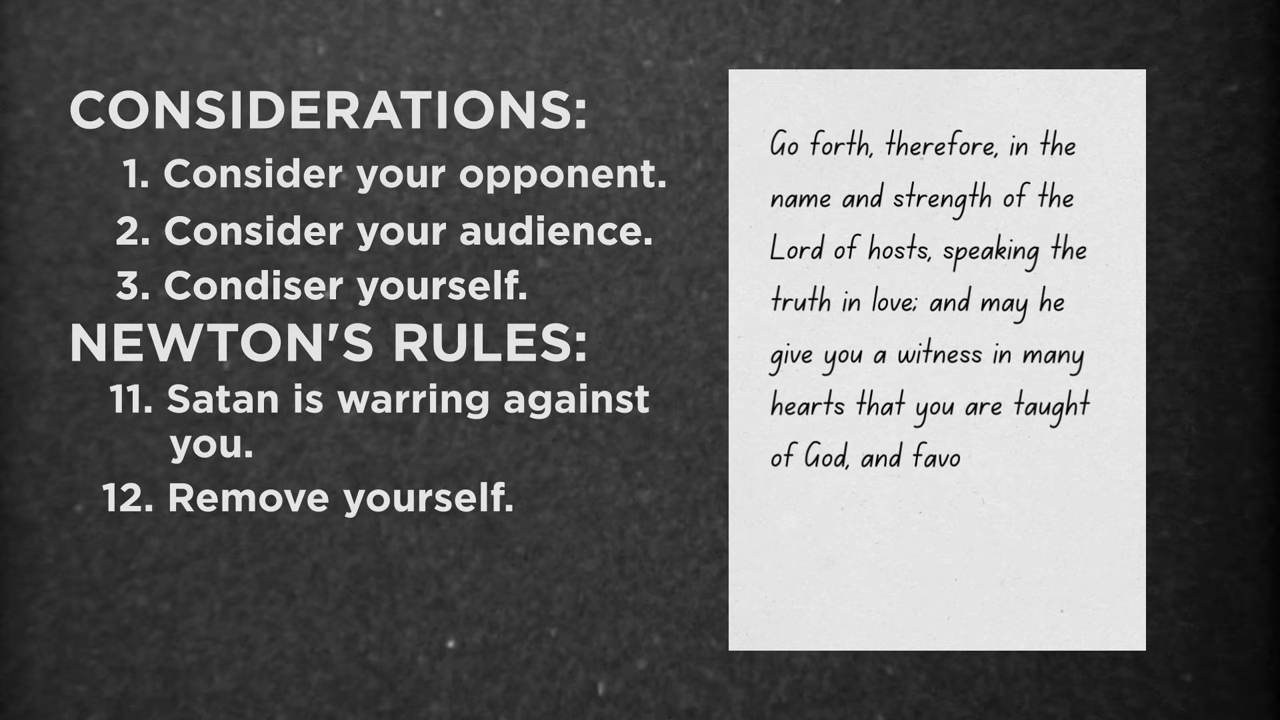 CONSIDERATIONS:
1. Consider your opponent.
2. Consider your audience.
3. Condiser yourself.
NEWTON'S RULES:
11. Satan is warring against
you.
12. Remove yourself.
Go forth, therefore, in the
name and strength of the
Lord of hosts, speaking the
truth in love; and may he
give you a witness in many
hearts that you are taught
of God, and favo